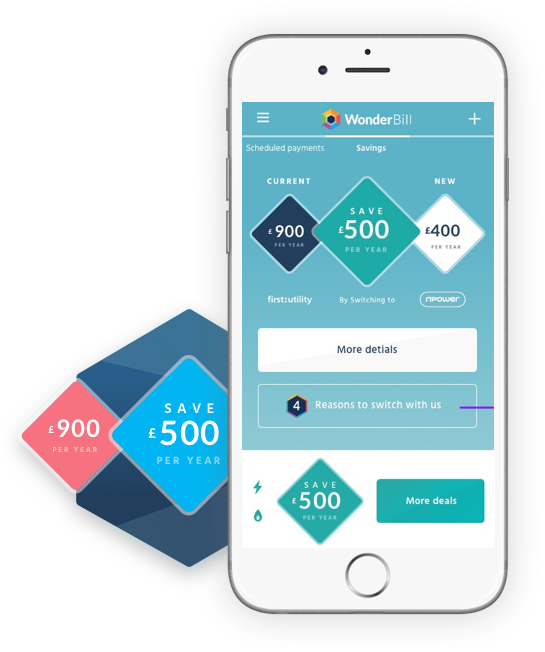 WonderBill
Scheduled payments
Savings
CURRENT
NEW
SAVE
£500
PER YEAR
£900
PER YEAR
£400
PER YEAR
first:utility
By Switching to
npower
More detials
4
Reasons to switch with us
SAVE
£500
PER YEAR
More deals
£900
PER YEAR
SAVE
£500
PER YEAR